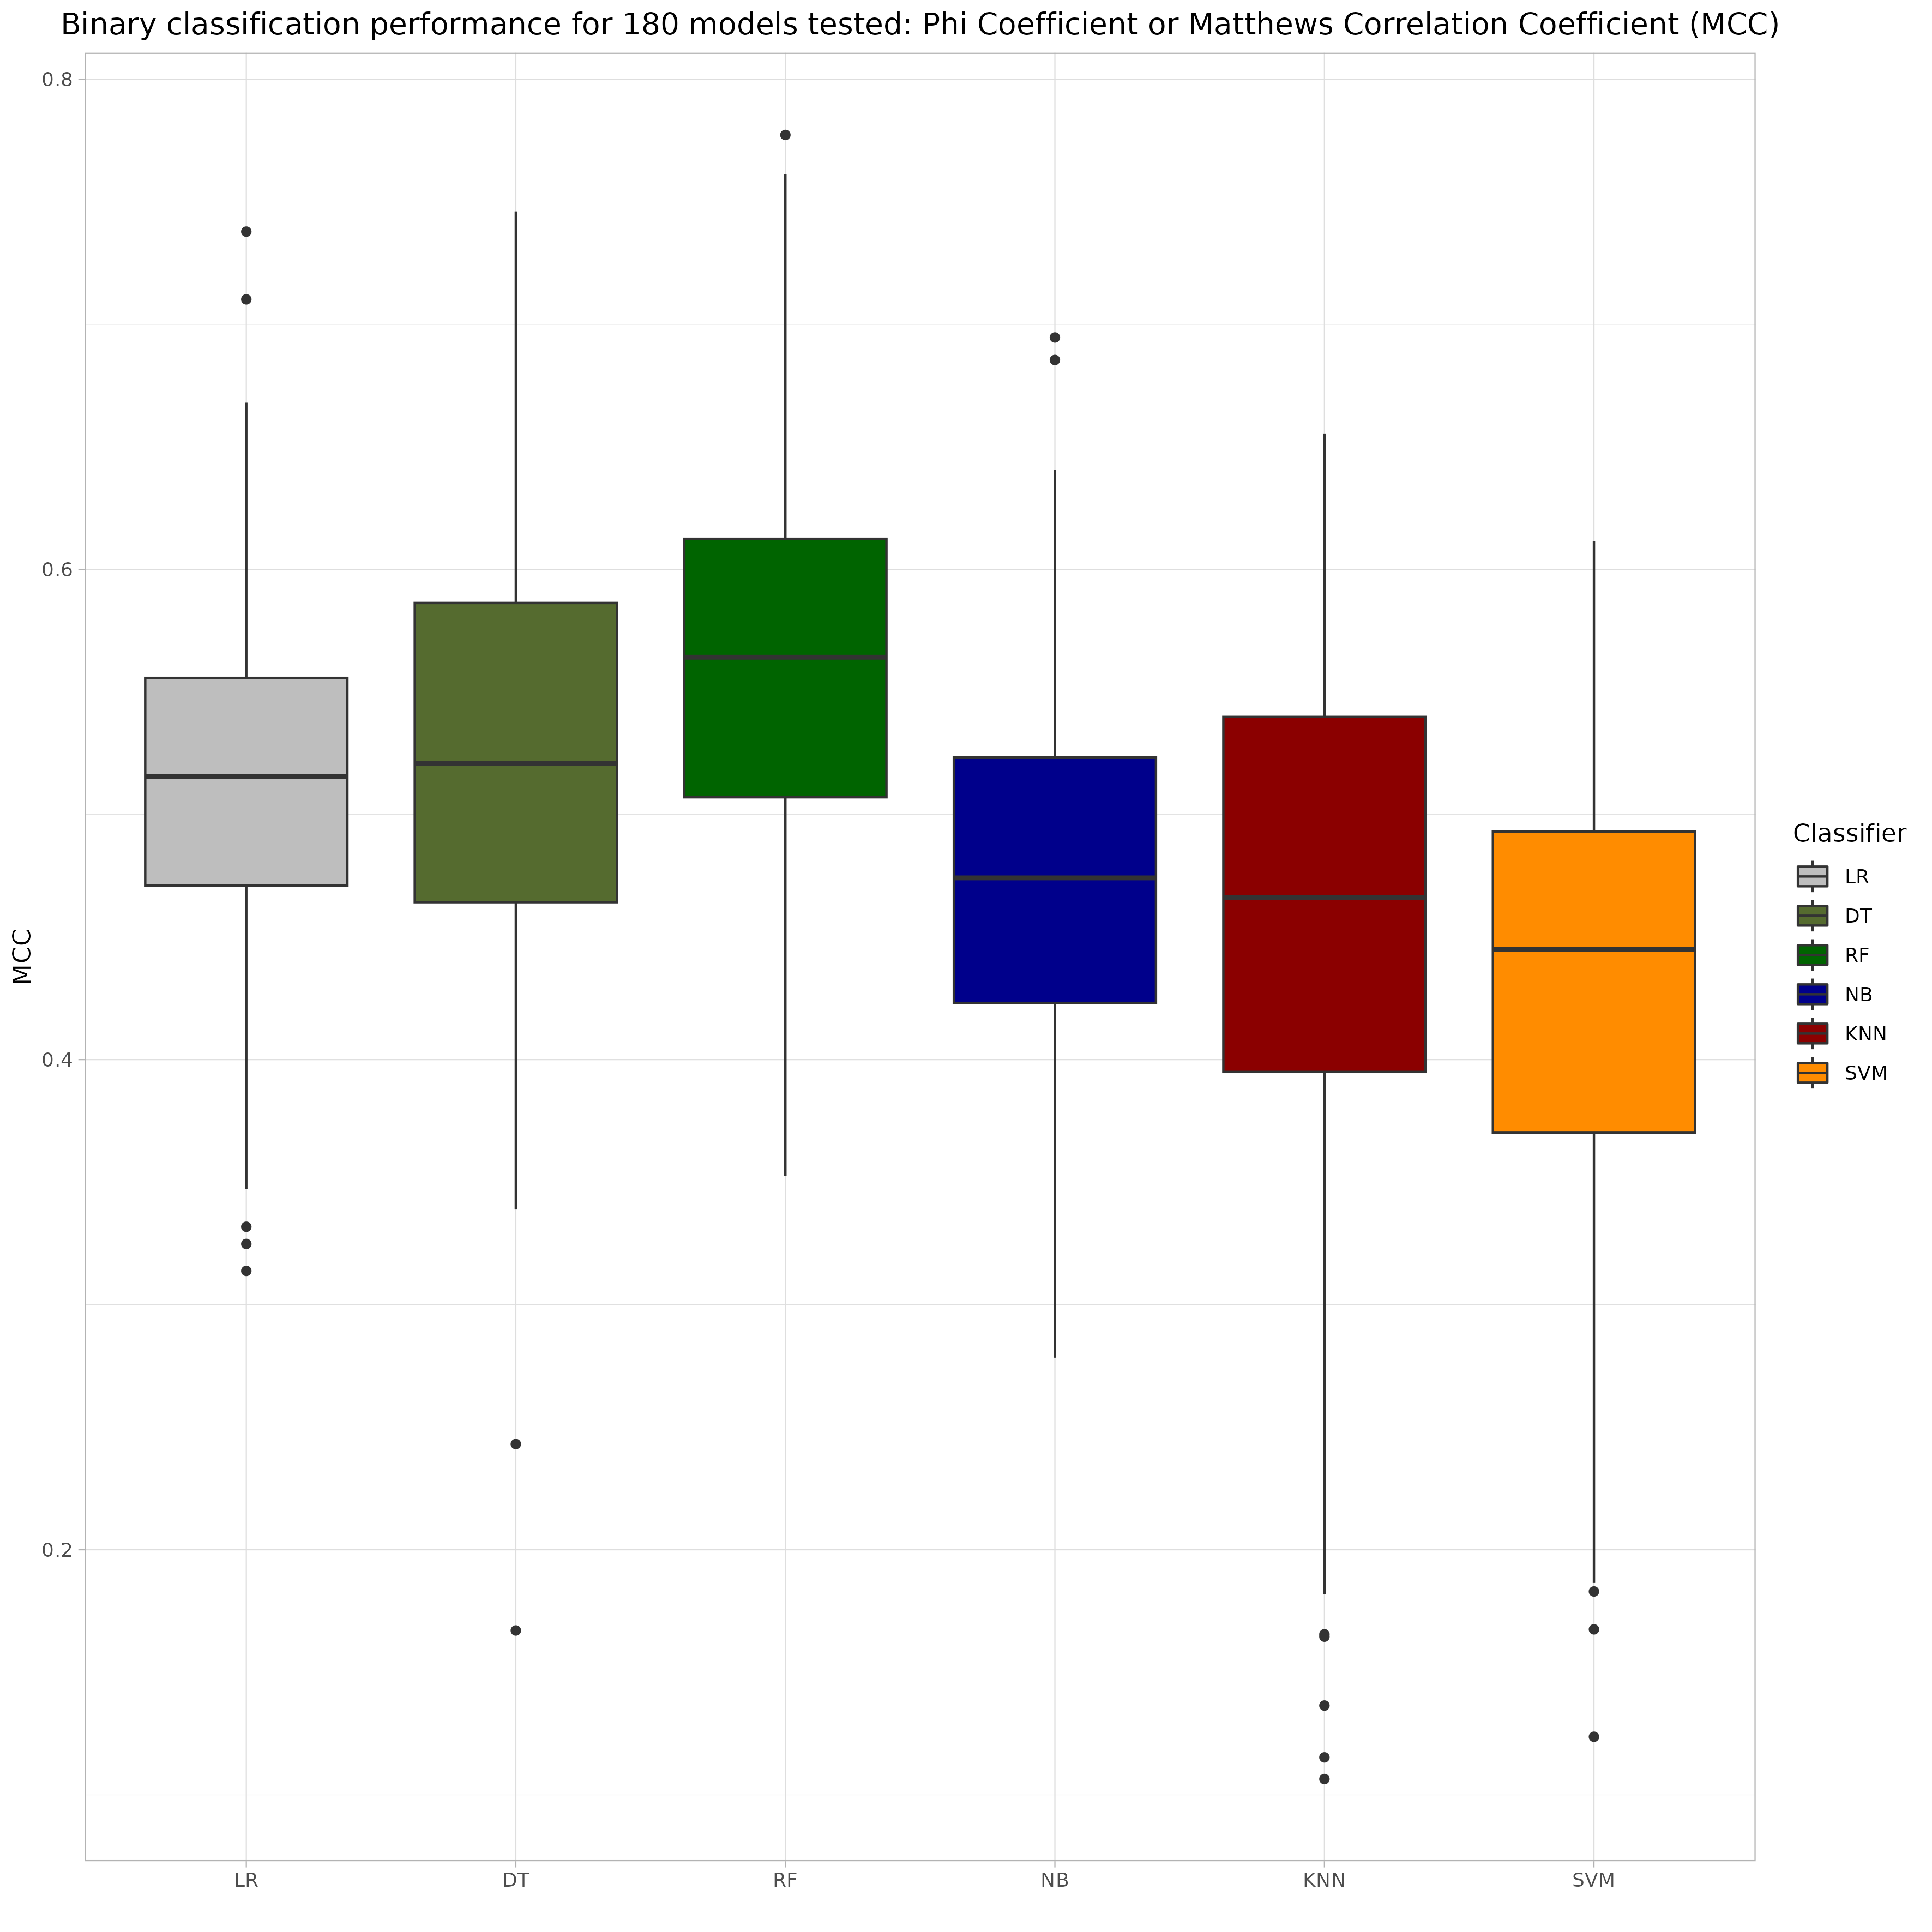 Binary classification performance for 180 models tested: Phi Coefficient or Matthews Correlation Coefficient (MCC)
0.8
0.6
0.4
0.2
MCC
LR
DT
RF
NB
KNN
SVM
Classifier
LR
DT
RF
NB
KNN
SVM